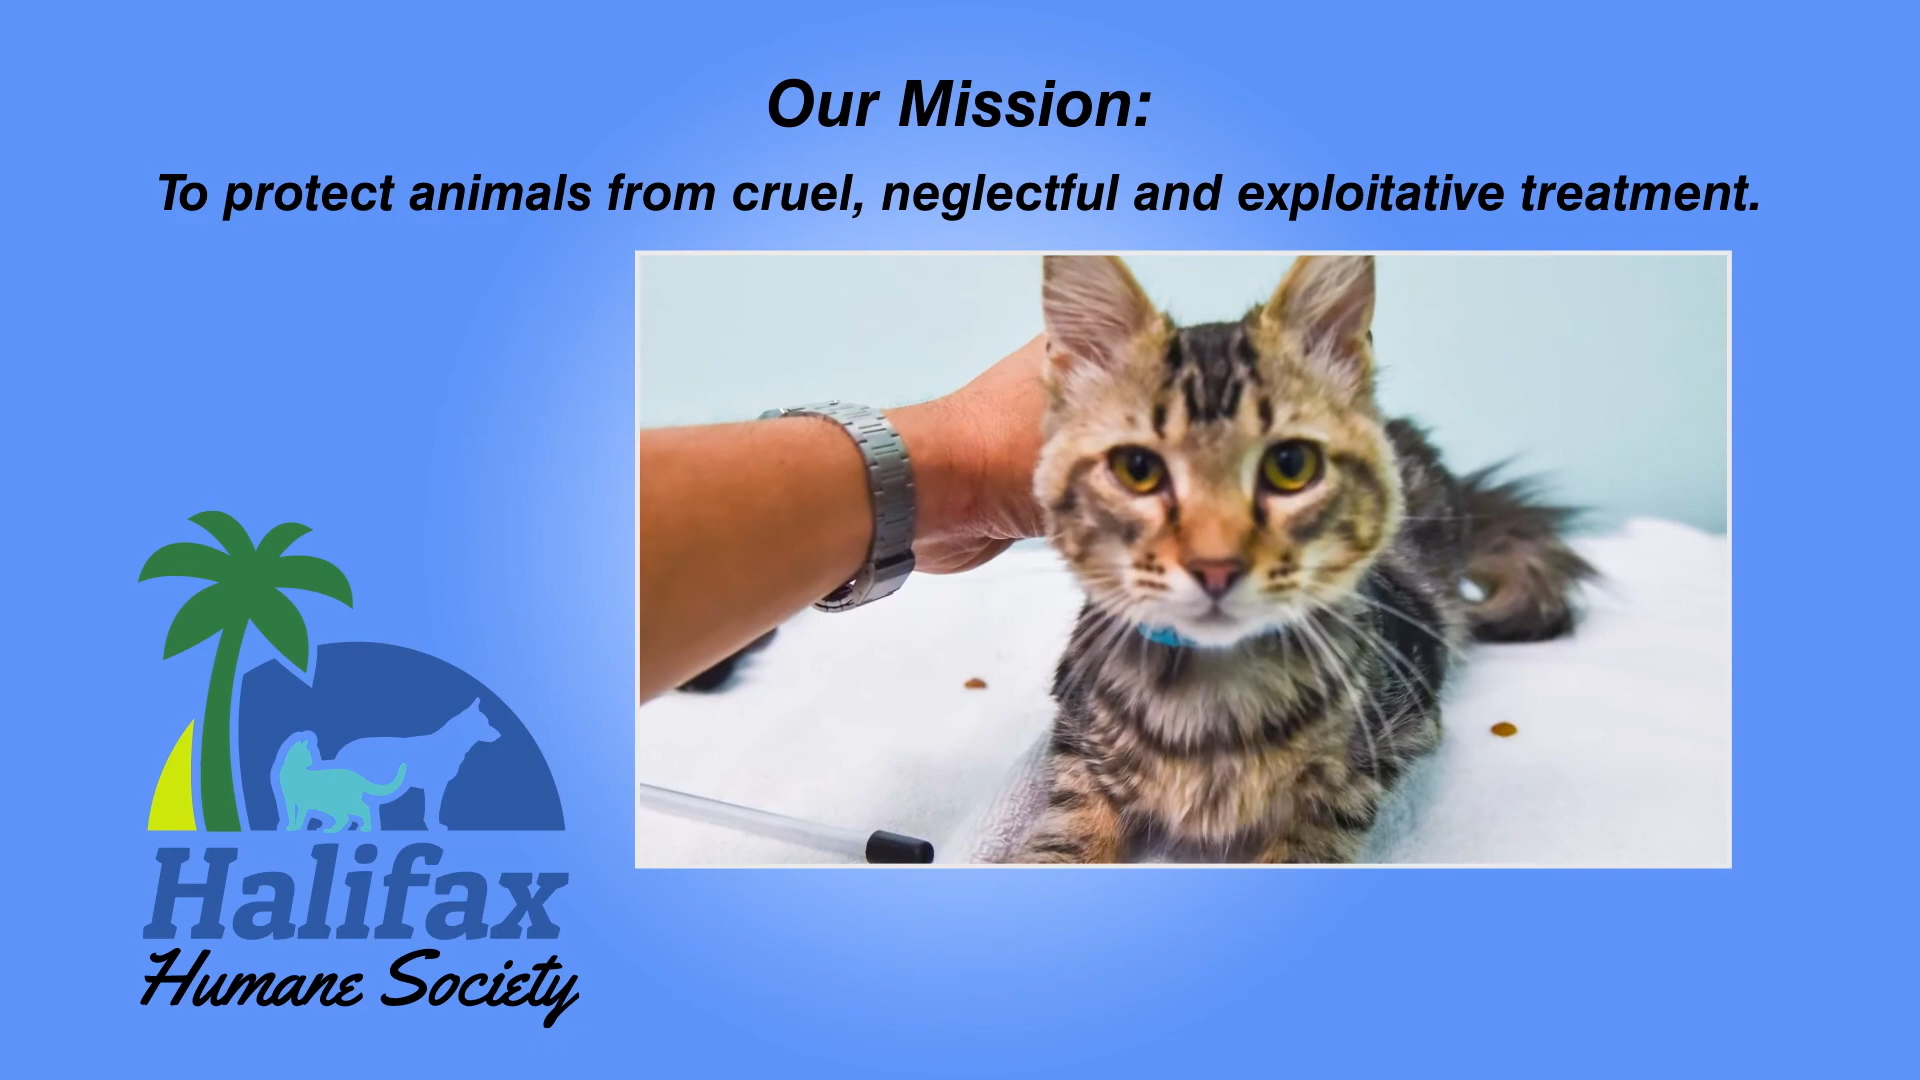 Our Mission:
To protect animals from cruel, neglectful and exploitative treatment.
Halifax
Humane Society